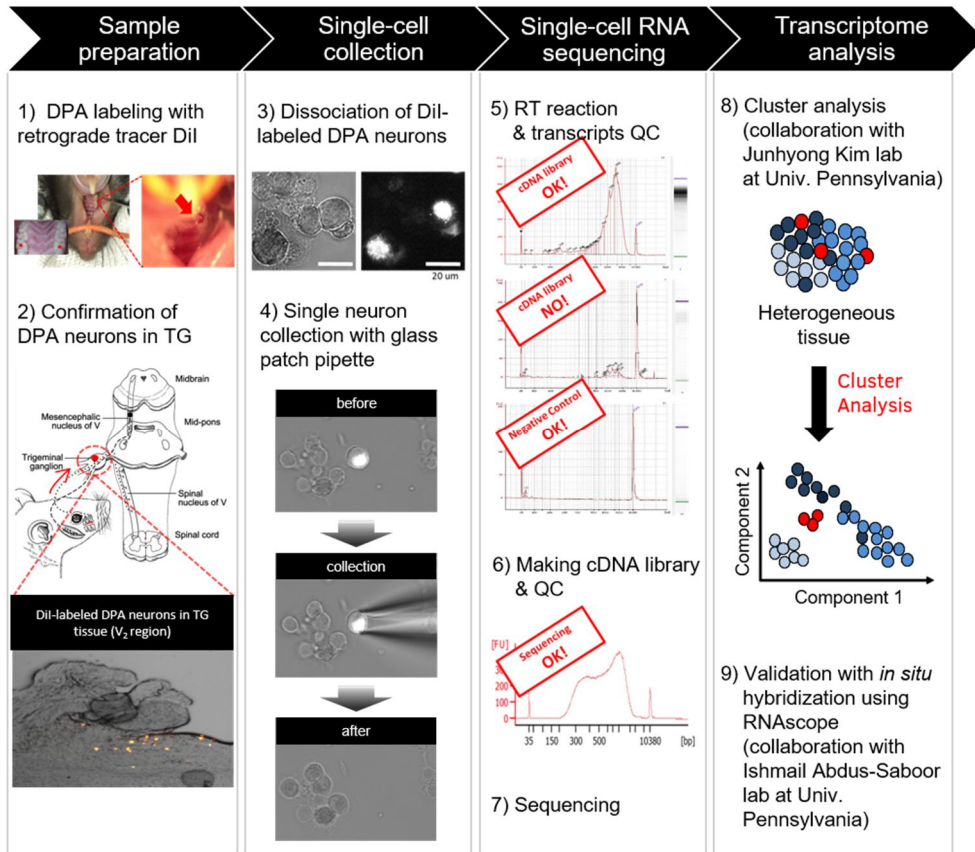 Sample
preparation
Single-cell
collection
Single-cell RNA
sequencing
Transcriptome
analysis
1) DPA labeling with
retrograde tracer DiI
2) Confirmation of
DPA neurons in TG
Midbrain
Mesencephalic
nucleus of V
Mid-pons
Trigeminal
ganglion
Spinal
nucleus of V
Spinal cord
DiI-labeled DPA neurons in TG
tissue (V₂ region)
3) Dissociation of DiI-
labeled DPA neurons
20 um
4) Single neuron
collection with glass
patch pipette
before
collection
after
5) RT reaction
& transcripts QC
cDNA library
OK!
cDNA library
NO!
Negative Control
OK!
6) Making cDNA library
& QC
[FU]
Sequencing
OK!
400
300
200
100
0
35 150 300 500 10380 [bp]
7) Sequencing
8) Cluster analysis
(collaboration with
Junhyong Kim lab
at Univ. Pennsylvania)
Heterogeneous
tissue
Cluster
Analysis
Component 2
Component 1
9) Validation with in situ
hybridization using
RNAscope
(collaboration with
Ishmail Abdus-Saboor
lab at Univ.
Pennsylvania)